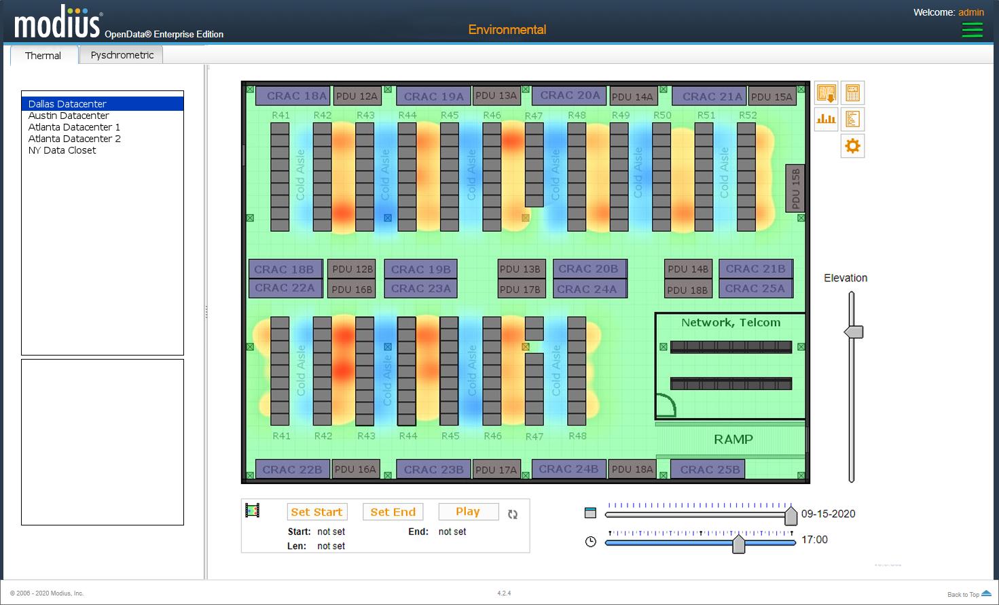 modius® OpenData® Enterprise Edition
Environmental
Welcome: admin
Thermal
Pyschrometric
Dallas Datacenter
Austin Datacenter
Atlanta Datacenter 1
Atlanta Datacenter 2
NY Data Closet
CRAC 18A PDU 12A CRAC 19A PDU 13A CRAC 20A PDU 14A CRAC 21A PDU 15A
R41 R42 R43 R44 R45 R46 R47 R48 R49 R50 R51 R52
Cold Aisle Cold Aisle Cold Aisle Cold Aisle Cold Aisle Cold Aisle
PDU 15B
CRAC 18B PDU 12B CRAC 19B PDU 13B CRAC 20B PDU 14B CRAC 21B
CRAC 22A PDU 16B CRAC 23A PDU 17B CRAC 24A PDU 18B CRAC 25A
Elevation
Network, Telcom
Cold Aisle Cold Aisle Cold Aisle Cold Aisle
R41 R42 R43 R44 R45 R46 R47 R48
RAMP
CRAC 22B PDU 16A CRAC 23B PDU 17A CRAC 24B PDU 18A CRAC 25B
Set Start Set End Play
Start: not set End: not set
Len: not set
09-15-2020
17:00
© 2006 - 2020 Modius, Inc.
4.2.4
Back to Top